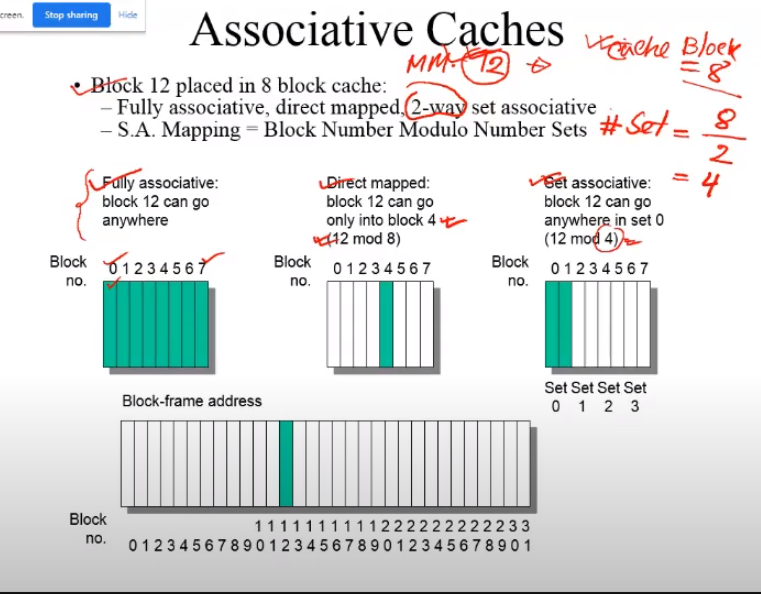 creen.
Stop sharing
Hide
Associative Caches
MM - 12
Cache Block
= 8
• Block 12 placed in 8 block cache:
– Fully associative, direct mapped, 2-way set associative
– S.A. Mapping = Block Number Modulo Number Sets
# Set = 8
2
= 4
Fully associative:
block 12 can go
anywhere
Direct mapped:
block 12 can go
only into block 4
(12 mod 8)
Set associative:
block 12 can go
anywhere in set 0
(12 mod 4)
Block
no.
0 1 2 3 4 5 6 7
Block
no.
0 1 2 3 4 5 6 7
Block
no.
0 1 2 3 4 5 6 7
Set Set Set Set
0 1 2 3
Block-frame address
Block
no.
1 1 1 1 1 1 1 1 1 1 2 2 2 2 2 2 2 2 2 2 3 3
0 1 2 3 4 5 6 7 8 9 0 1 2 3 4 5 6 7 8 9 0 1 2 3 4 5 6 7 8 9 0 1